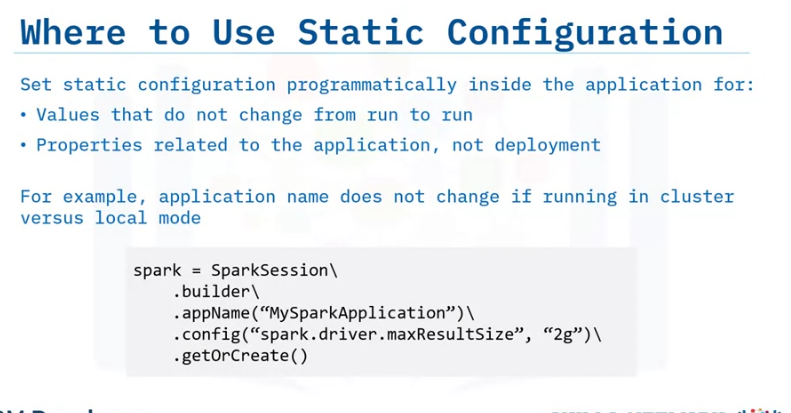 Where to Use Static Configuration
Set static configuration programmatically inside the application for:
• Values that do not change from run to run
• Properties related to the application, not deployment
For example, application name does not change if running in cluster
versus local mode
spark = SparkSession\
.builder\
.appName(“MySparkApplication”)\
.config(“spark.driver.maxResultSize”, “2g”)\
.getOrCreate()